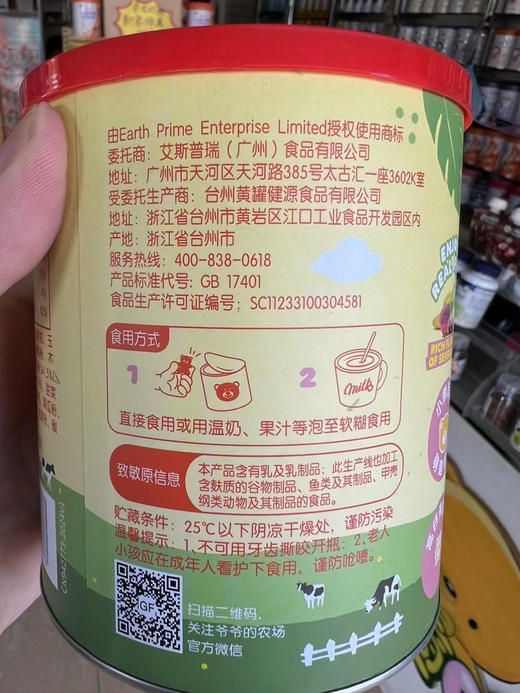 由Earth Prime Enterprise Limited授权使用商标
委托商：艾斯普瑞（广州）食品有限公司
地址：广州市天河区天河路385号太古汇一座3602K室
受委托生产商：台州黄罐健源食品有限公司
地址：浙江省台州市黄岩区江口工业食品开发园区内
产地：浙江省台州市
服务热线：400-838-0618
产品标准代号：GB 17401
食品生产许可证编号：SC11233100304581
食用方式
1
2
Milk
直接食用或用温奶、果汁等泡至软糊食用
致敏原信息
本产品含有乳及乳制品；此生产线也加工
含麸质的谷物制品、鱼类及其制品、甲壳
纲类动物及其制品的食品。
贮藏条件：25℃以下阴凉干燥处，谨防污染
温馨提示：1、不可用牙齿撕咬开瓶；2、老人
小孩应在成年人看护下食用，谨防呛噎。
GF
扫描二维码，
关注爷爷的农场
官方微信
CN942T73-2024V1